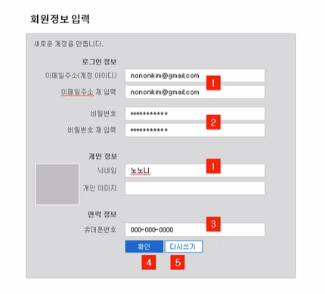 회원정보 입력
새로운 계정을 만듭니다.
로그인 정보
이메일주소(계정 아이디) nononikim@gmail.com 1
이메일주소 재 입력 nononikim@gmail.com
비밀번호 ***********
비밀번호 재 입력 *********** 2
개인 정보
닉네임 노노니 1
개인 이미지
연락 정보
휴대폰번호 000-000-0000 3
확인 다시쓰기
4 5